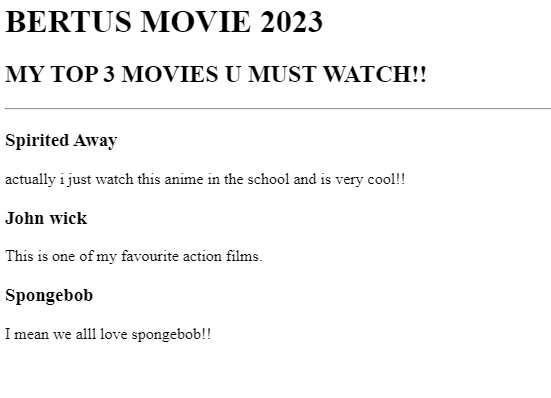 BERTUS MOVIE 2023
MY TOP 3 MOVIES U MUST WATCH!!
Spirited Away
actually i just watch this anime in the school and is very cool!!
John wick
This is one of my favourite action films.
Spongebob
I mean we alll love spongebob!!